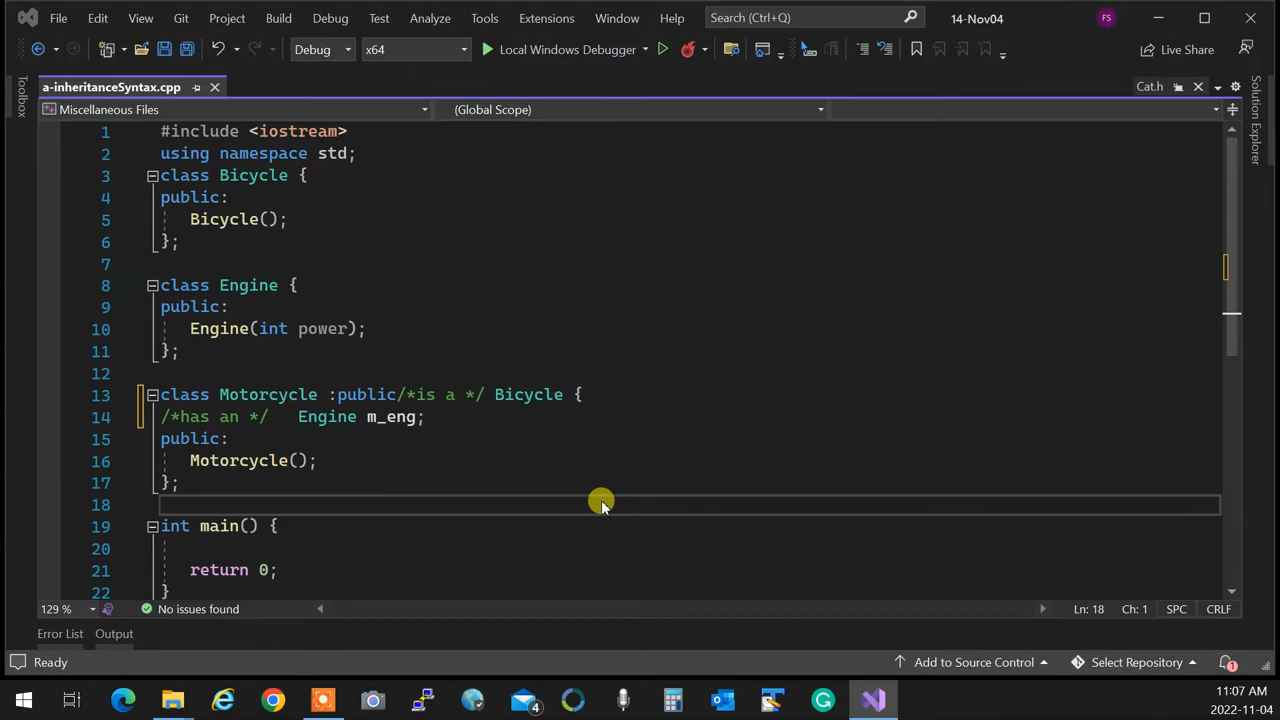 File Edit View Git Project Build Debug Test Analyze Tools Extensions Window Help Search (Ctrl+Q) 14-Nov04 FS
Debug x64 Local Windows Debugger Live Share
Toolbox
a-inheritanceSyntax.cpp Cat.h
Solution Explorer
Miscellaneous Files (Global Scope)
1 #include <iostream>
2 using namespace std;
3 class Bicycle {
4 public:
5 Bicycle();
6 };
7
8 class Engine {
9 public:
10 Engine(int power);
11 };
12
13 class Motorcycle :public/*is a */ Bicycle {
14 /*has an */ Engine m_eng;
15 public:
16 Motorcycle();
17 };
18
19 int main() {
20
21 return 0;
22 }
129 % No issues found Ln: 18 Ch: 1 SPC CRLF
Error List Output
Ready Add to Source Control Select Repository 1
4
11:07 AM
2022-11-04